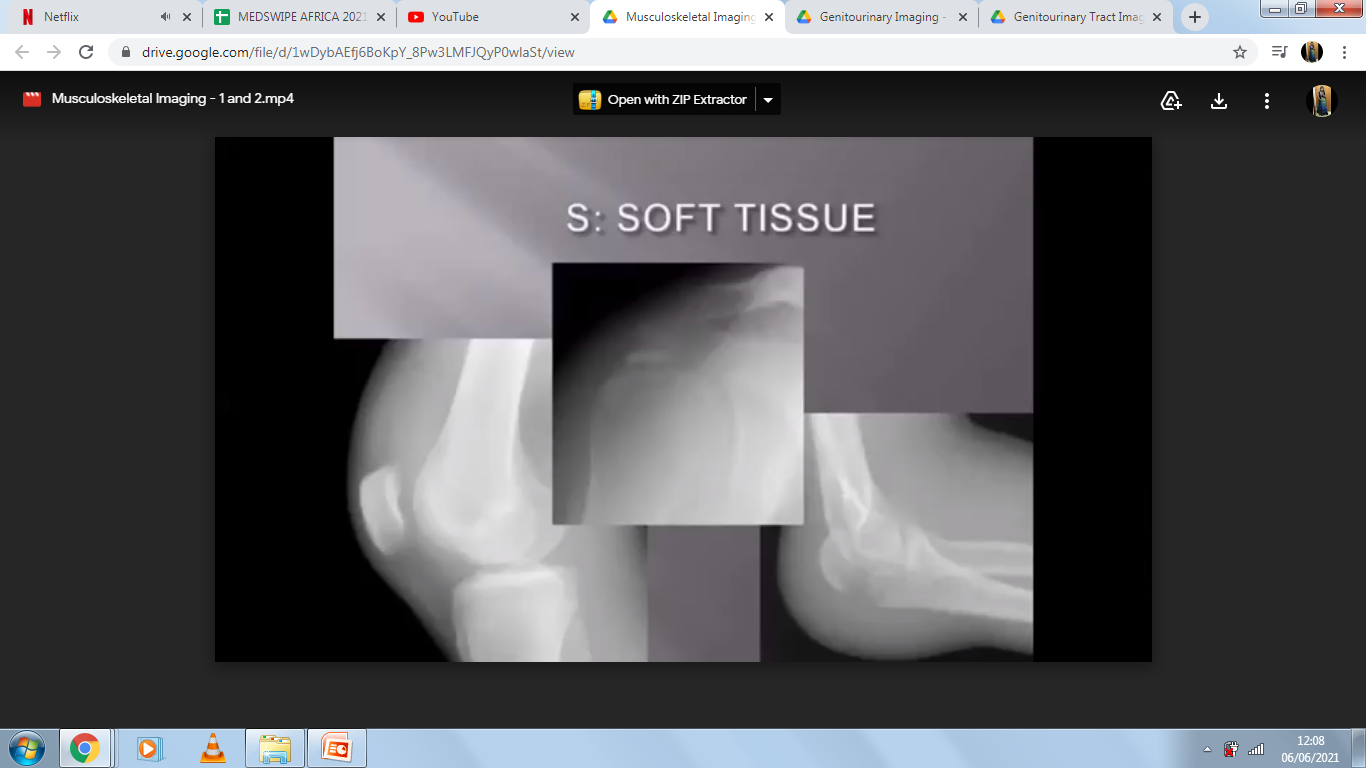 Netflix
MEDSWIPE AFRICA 2021
YouTube
Musculoskeletal Imaging
Genitourinary Imaging -
Genitourinary Tract Imag
drive.google.com/file/d/1wDybAEfj6BoKpY_8Pw3LMFJQyP0wlaSt/view
Musculoskeletal Imaging - 1 and 2.mp4
Open with ZIP Extractor
S: SOFT TISSUE
12:08
06/06/2021